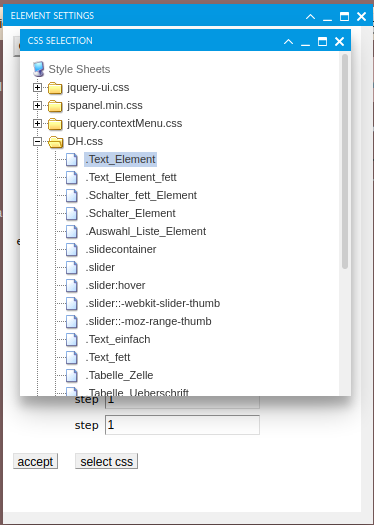 ELEMENT SETTINGS
CSS SELECTION
Style Sheets
jquery-ui.css
jspanel.min.css
jquery.contextMenu.css
DH.css
.Text_Element
.Text_Element_fett
.Schalter_fett_Element
.Schalter_Element
.Auswahl_Liste_Element
.slidecontainer
.slider
.slider:hover
.slider::-webkit-slider-thumb
.slider::-moz-range-thumb
.Text_einfach
.Text_fett
.Tabelle_Zelle
.Tabelle_Ueberschrift
step 1
step 1
accept select css